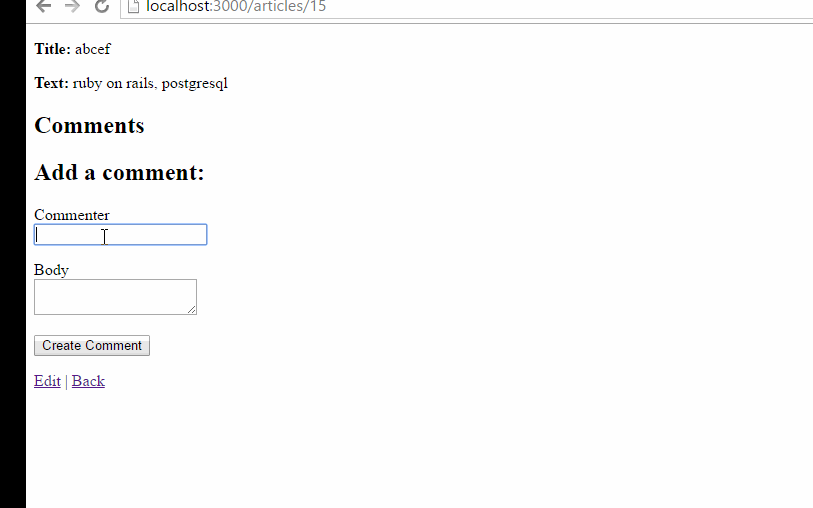 localhost:3000/articles/15
Title: abcef
Text: ruby on rails, postgresql
Comments
Add a comment:
Commenter
Body
Create Comment
Edit | Back